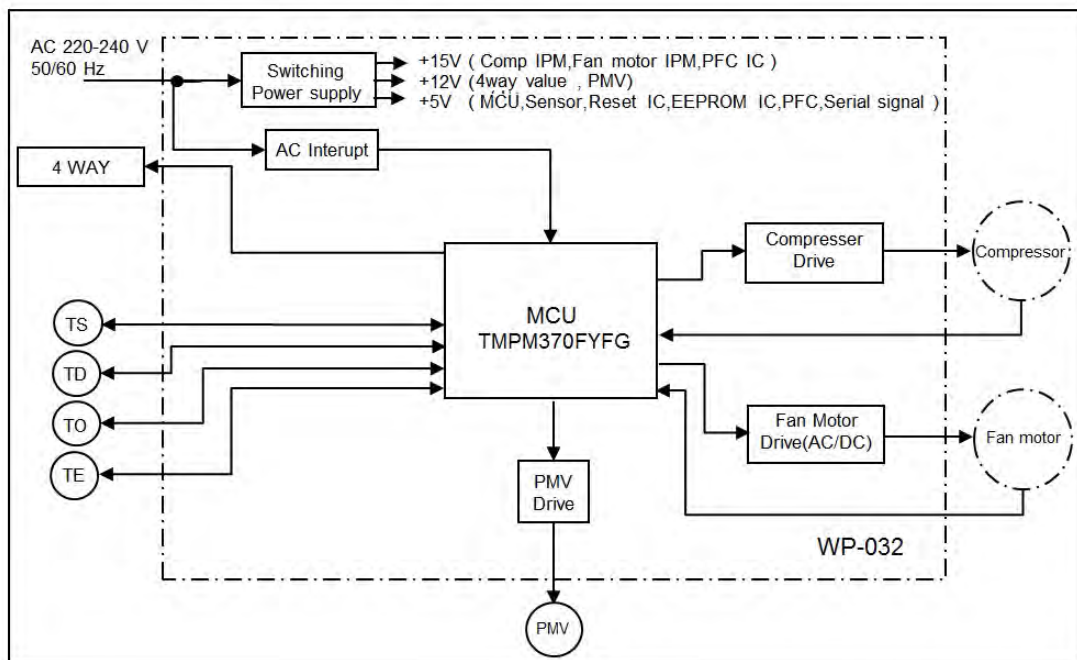 AC 220-240 V
50/60 Hz
Switching
Power supply
+15V ( Comp IPM,Fan motor IPM,PFC IC )
+12V (4way value , PMV)
+5V ( MCU,Sensor,Reset IC,EEPROM IC,PFC,Serial signal )
AC Interupt
4 WAY
Compresser
Drive
Compressor
MCU
TMPM370FYFG
TS
TD
TO
TE
Fan Motor
Drive(AC/DC)
Fan motor
PMV
Drive
WP-032
PMV